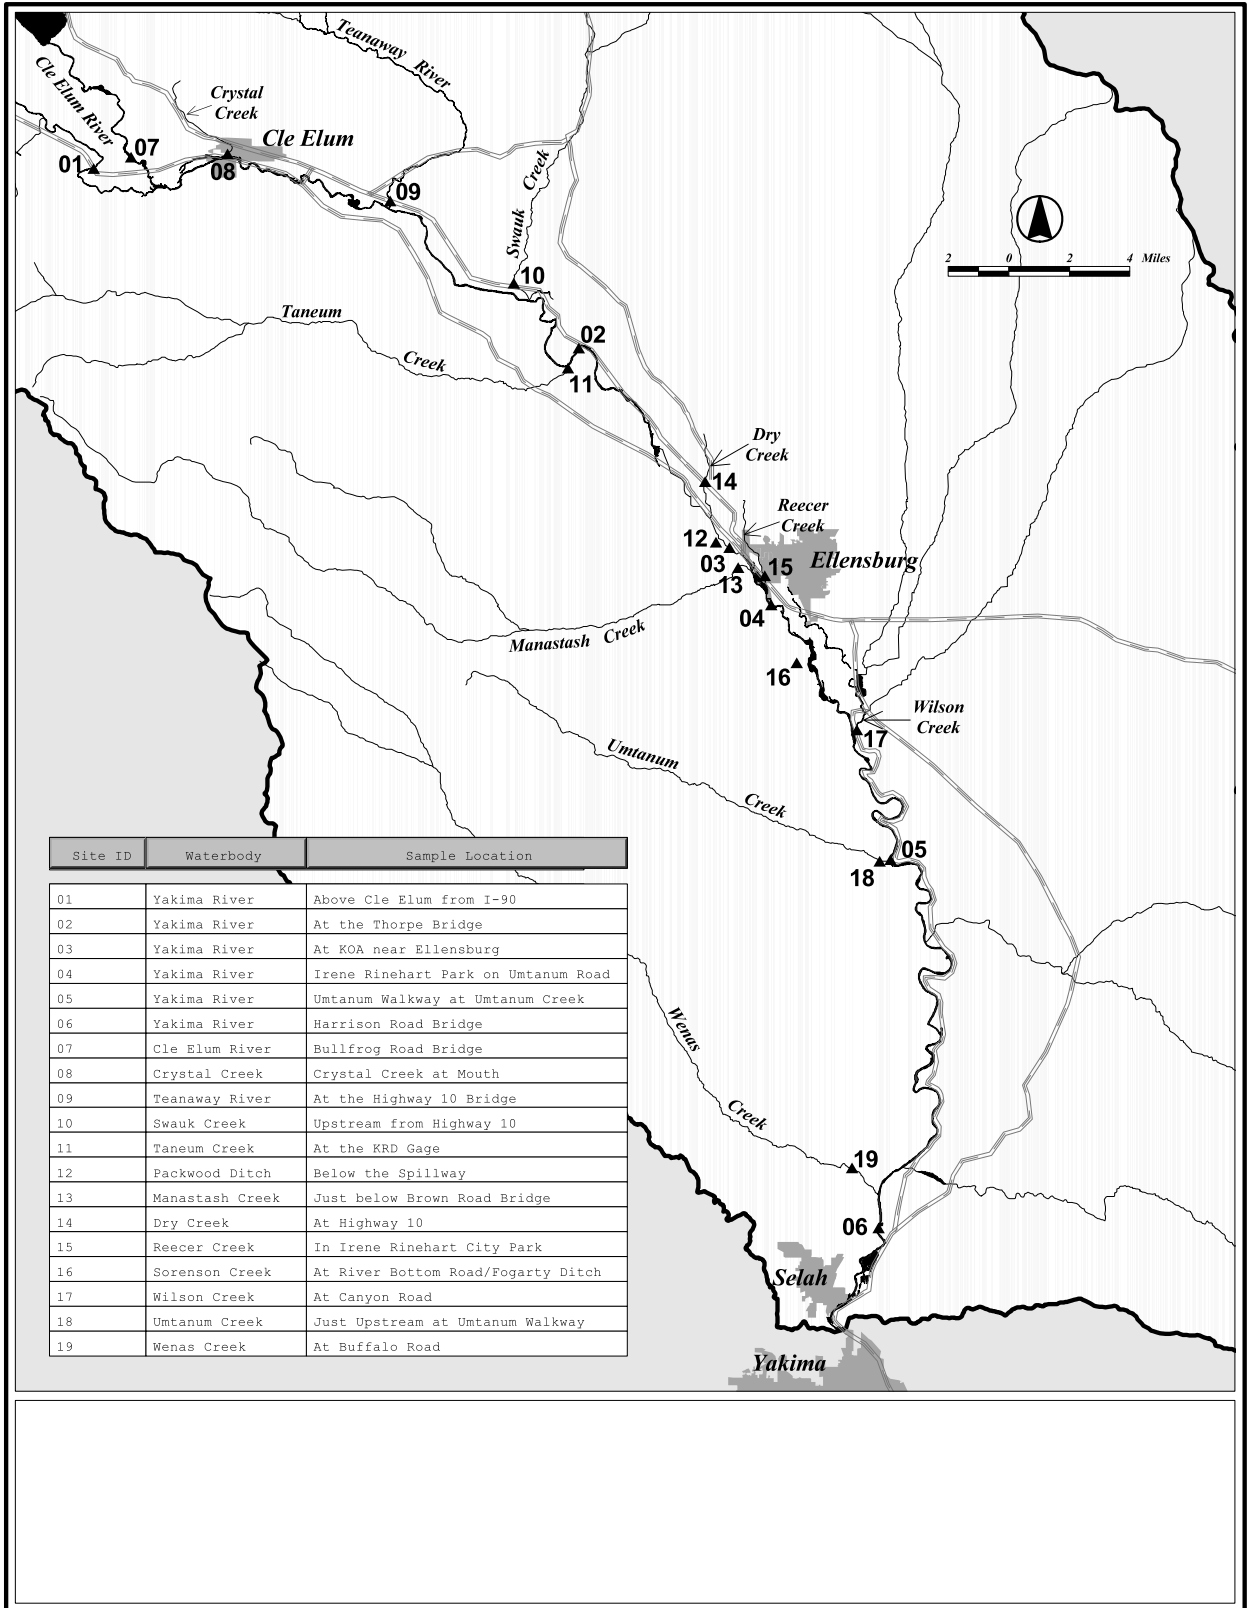 Teanaway River
Cle Elum River
Crystal
Creek
Cle Elum
01
07
08
09
Swauk Creek
10
2 0 2 4 Miles
Taneum Creek
02
11
Dry
Creek
14
Reecer
Creek
12
03
13
15
Ellensburg
04
Manastash Creek
16
Wilson
Creek
17
Umtanum Creek
05
18
Site ID Waterbody Sample Location
01 Yakima River Above Cle Elum from I-90
02 Yakima River At the Thorpe Bridge
03 Yakima River At KOA near Ellensburg
04 Yakima River Irene Rinehart Park on Umtanum Road
05 Yakima River Umtanum Walkway at Umtanum Creek
06 Yakima River Harrison Road Bridge
07 Cle Elum River Bullfrog Road Bridge
08 Crystal Creek Crystal Creek at Mouth
09 Teanaway River At the Highway 10 Bridge
10 Swauk Creek Upstream from Highway 10
11 Taneum Creek At the KRD Gage
12 Packwood Ditch Below the Spillway
13 Manastash Creek Just below Brown Road Bridge
14 Dry Creek At Highway 10
15 Reecer Creek In Irene Rinehart City Park
16 Sorenson Creek At River Bottom Road/Fogarty Ditch
17 Wilson Creek At Canyon Road
18 Umtanum Creek Just Upstream at Umtanum Walkway
19 Wenas Creek At Buffalo Road
Wenas Creek
19
06
Selah
Yakima